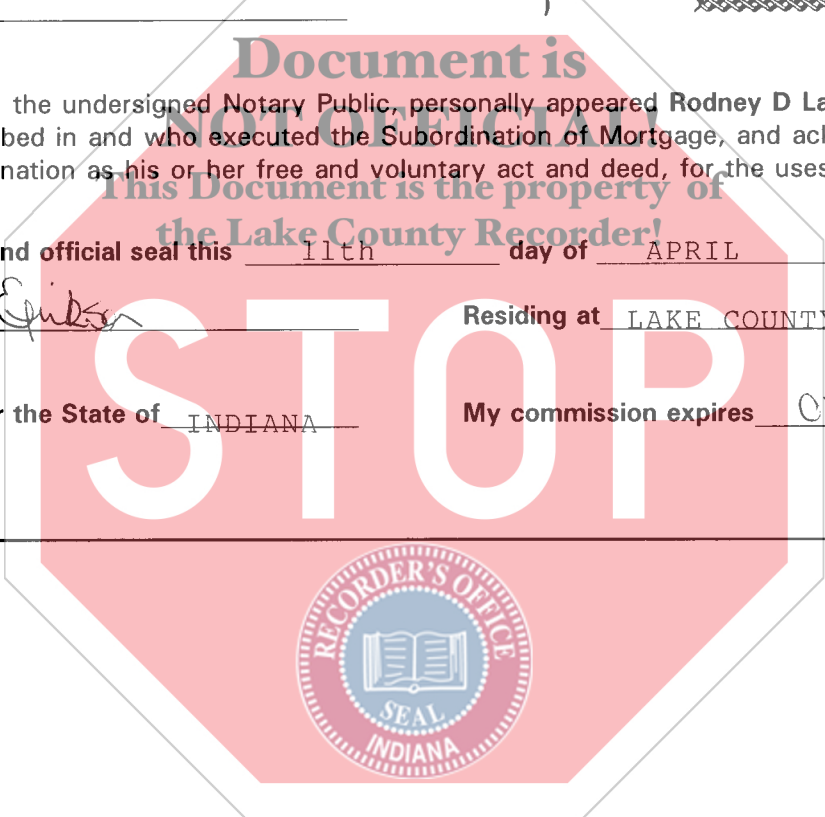 Document is
the undersigned Notary Public, personally appeared Rodney D La
NOT OFFICIAL!
bed in and who executed the Subordination of Mortgage, and ack
nation as his or her free and voluntary act and deed, for the uses
This Document is the property of
the Lake County Recorder!
nd official seal this 11th day of APRIL
STOP
Residing at LAKE COUNTY
the State of INDIANA My commission expires
RECORDER'S OFFICE
SEAL
INDIANA